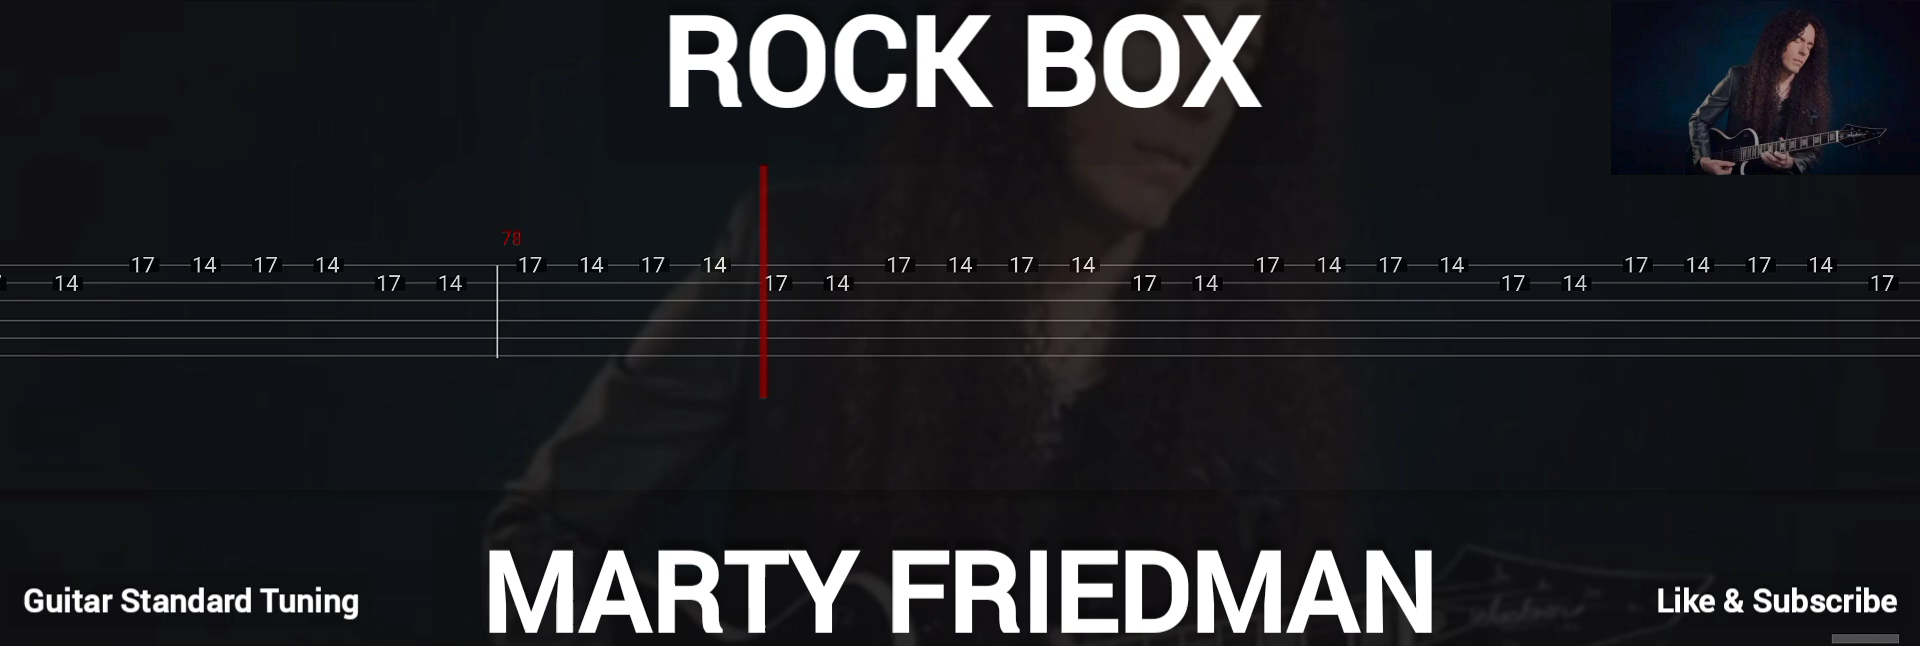 ROCK BOX
78
17 14 17 14 17 14 17 14 17 14 17 14 17 14 17 14 17 14 17 14
14 17 14 17 14 17 14 17 14 17
MARTY FRIEDMAN
Guitar Standard Tuning
Like & Subscribe